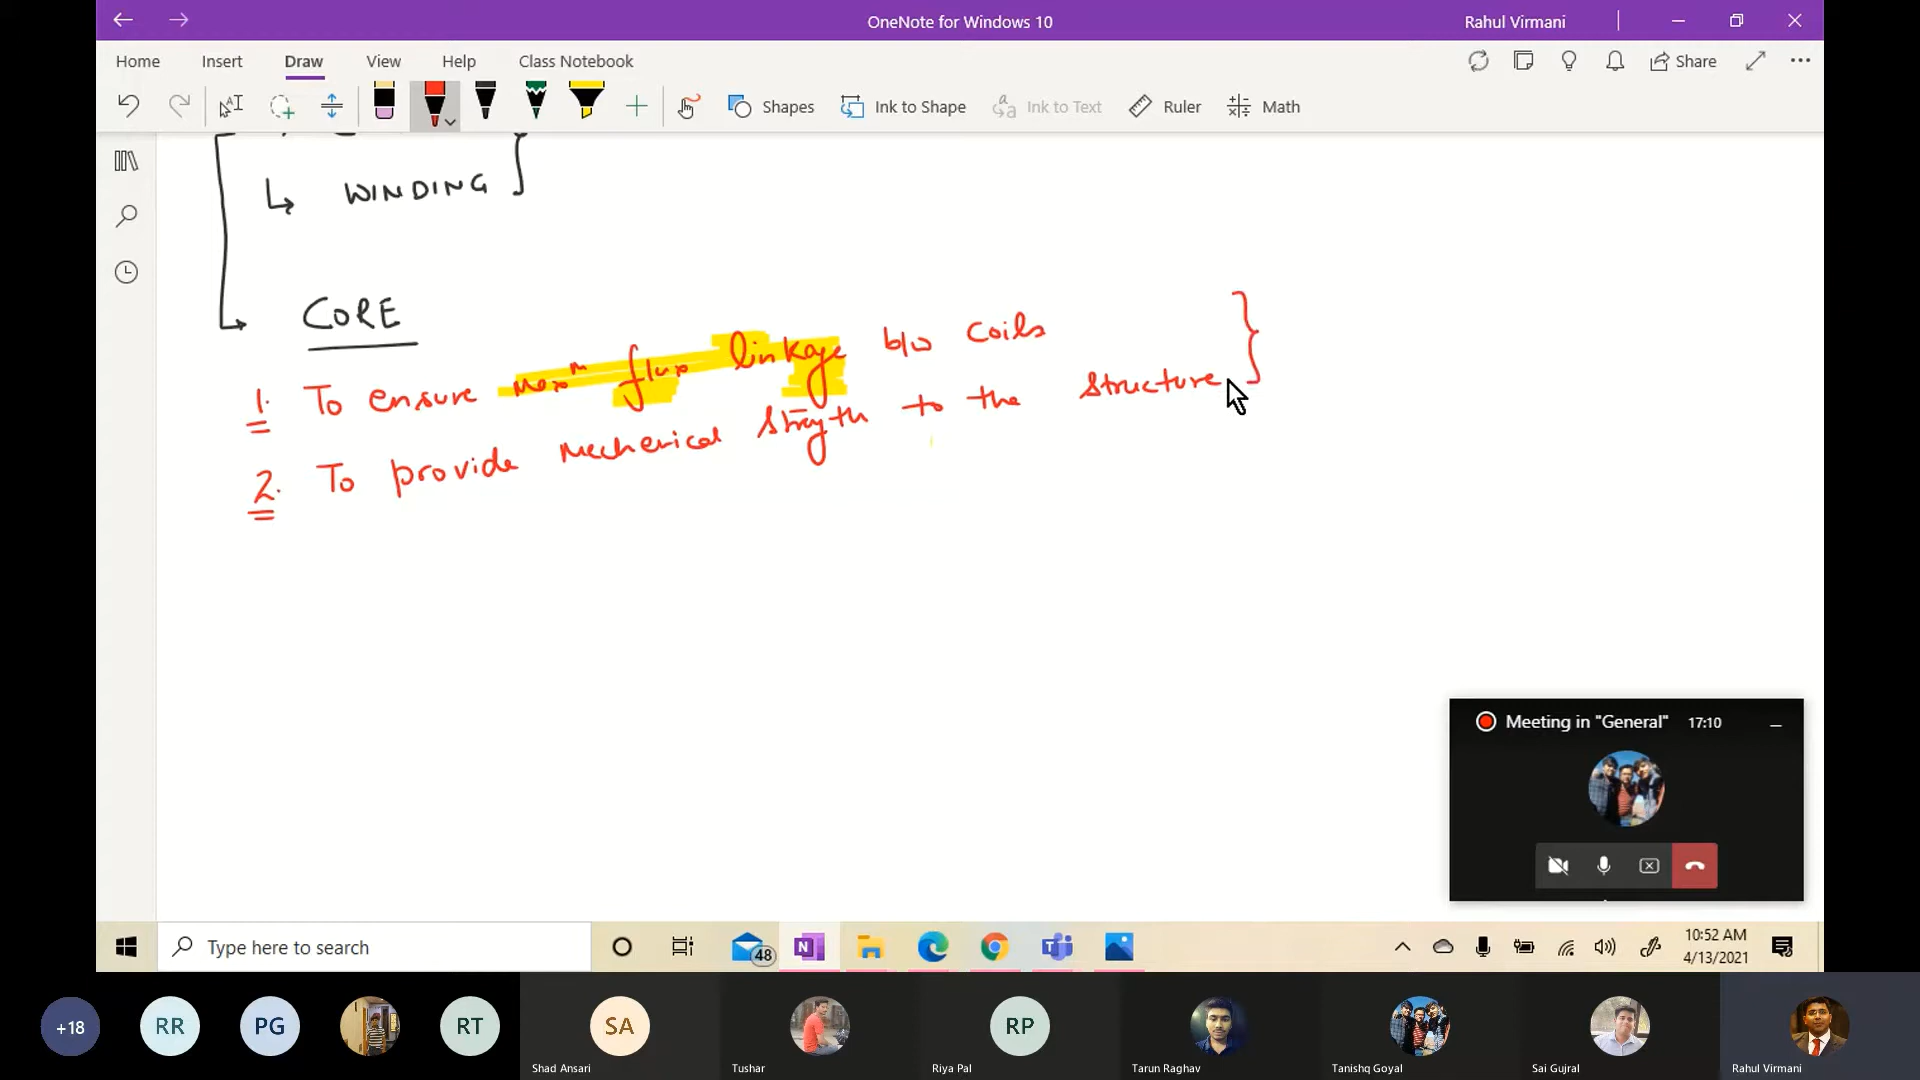 OneNote for Windows 10
Rahul Virmani
Home Insert Draw View Help Class Notebook
Share
Shapes Ink to Shape Ink to Text Ruler Math
↳ WINDING
CORE
1. To ensure maxᵐ flux linkage b/w coils
2. To provide mechanical strength to the structure
Meeting in "General" 17:10
Type here to search
48
10:52 AM
4/13/2021
+18 RR PG RT SA RP
Shad Ansari Tushar Riya Pal Tarun Raghav Tanishq Goyal Sai Gujral Rahul Virmani